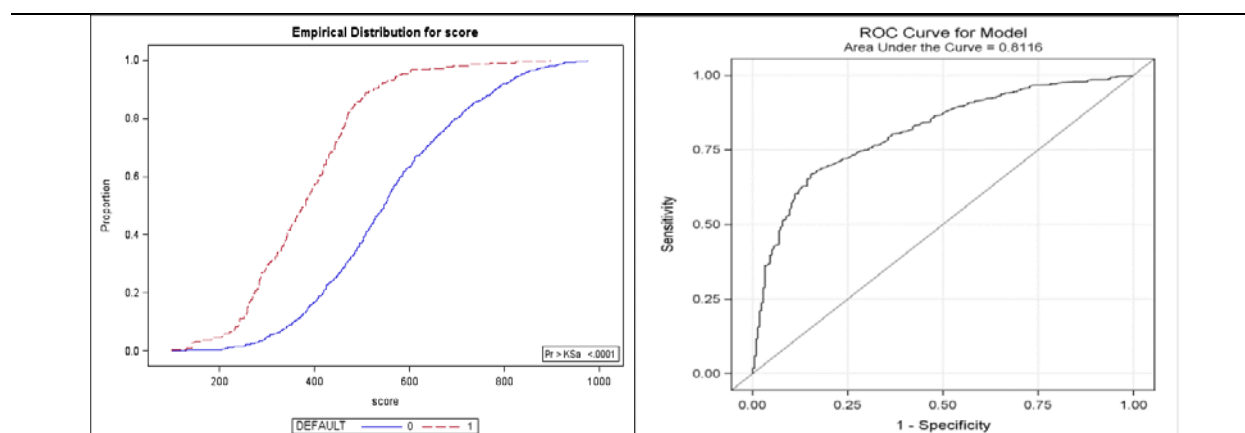 Empirical Distribution for score
1.0
0.8
0.6
0.4
0.2
0.0
Proportion
200 400 600 800 1000
score
Pr > KSa <.0001
DEFAULT 0 1
ROC Curve for Model
Area Under the Curve = 0.8116
1.00
0.75
0.50
0.25
0.00
Sensitivity
0.00 0.25 0.50 0.75 1.00
1 - Specificity